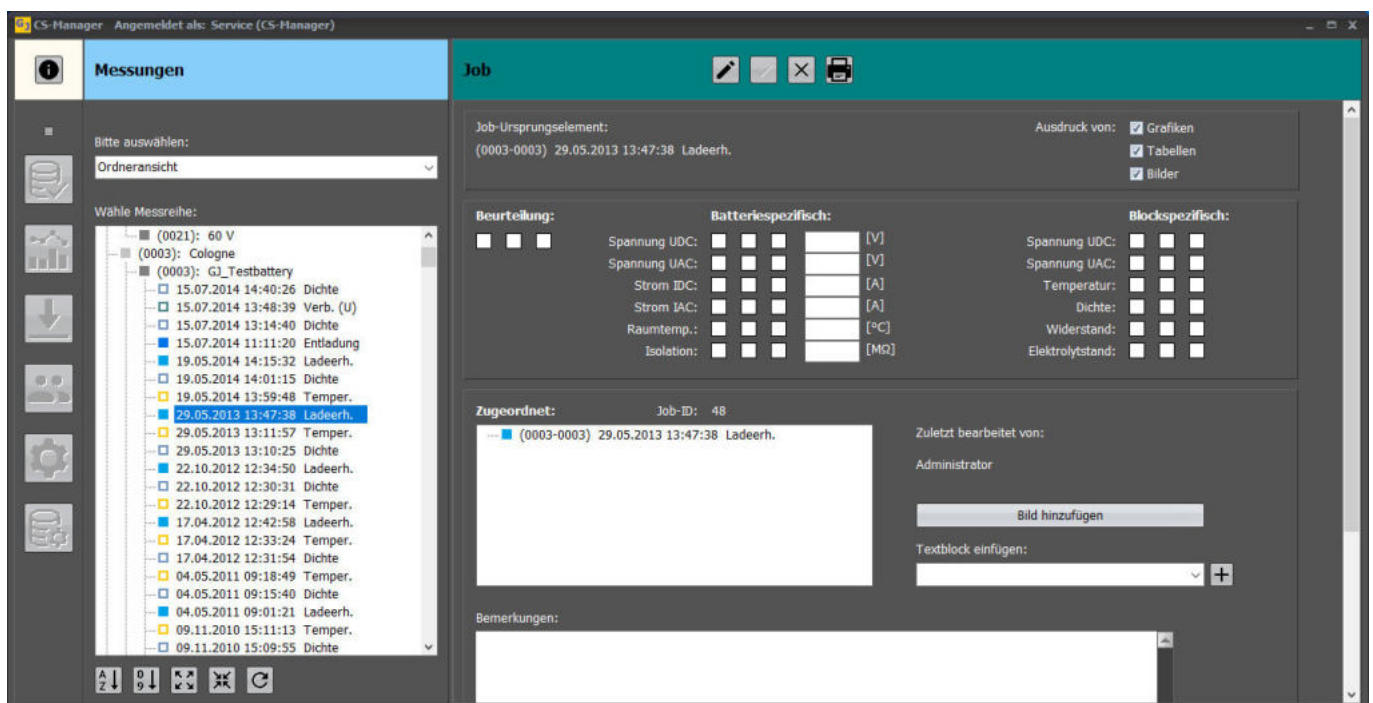 CS-Manager Angemeldet als: Service (CS-Manager)
Messungen
Bitte auswählen:
Ordneransicht
Wähle Messreihe:
(0021): 60 V
(0003): Cologne
(0003): GJ_Testbattery
15.07.2014 14:40:26 Dichte
15.07.2014 13:48:39 Verb. (U)
15.07.2014 13:14:40 Dichte
15.07.2014 11:11:20 Entladung
19.05.2014 14:15:32 Ladeerh.
19.05.2014 14:01:15 Dichte
19.05.2014 13:59:48 Temper.
29.05.2013 13:47:38 Ladeerh.
29.05.2013 13:11:57 Temper.
29.05.2013 13:10:25 Dichte
22.10.2012 12:34:50 Ladeerh.
22.10.2012 12:30:31 Dichte
22.10.2012 12:29:14 Temper.
17.04.2012 12:42:58 Ladeerh.
17.04.2012 12:33:24 Temper.
17.04.2012 12:31:54 Dichte
04.05.2011 09:18:49 Temper.
04.05.2011 09:15:40 Dichte
04.05.2011 09:01:21 Ladeerh.
09.11.2010 15:11:13 Temper.
09.11.2010 15:09:55 Dichte
Job
Job-Ursprungselement:
(0003-0003) 29.05.2013 13:47:38 Ladeerh.
Ausdruck von: Grafiken
Tabellen
Bilder
Beurteilung:
Batteriespezifisch:
Spannung UDC: [V]
Spannung UAC: [V]
Strom IDC: [A]
Strom IAC: [A]
Raumtemp.: [°C]
Isolation: [MΩ]
Blockspezifisch:
Spannung UDC:
Spannung UAC:
Temperatur:
Dichte:
Widerstand:
Elektrolytstand:
Zugeordnet: Job-ID: 48
(0003-0003) 29.05.2013 13:47:38 Ladeerh.
Zuletzt bearbeitet von:
Administrator
Bild hinzufügen
Textblock einfügen:
Bemerkungen: